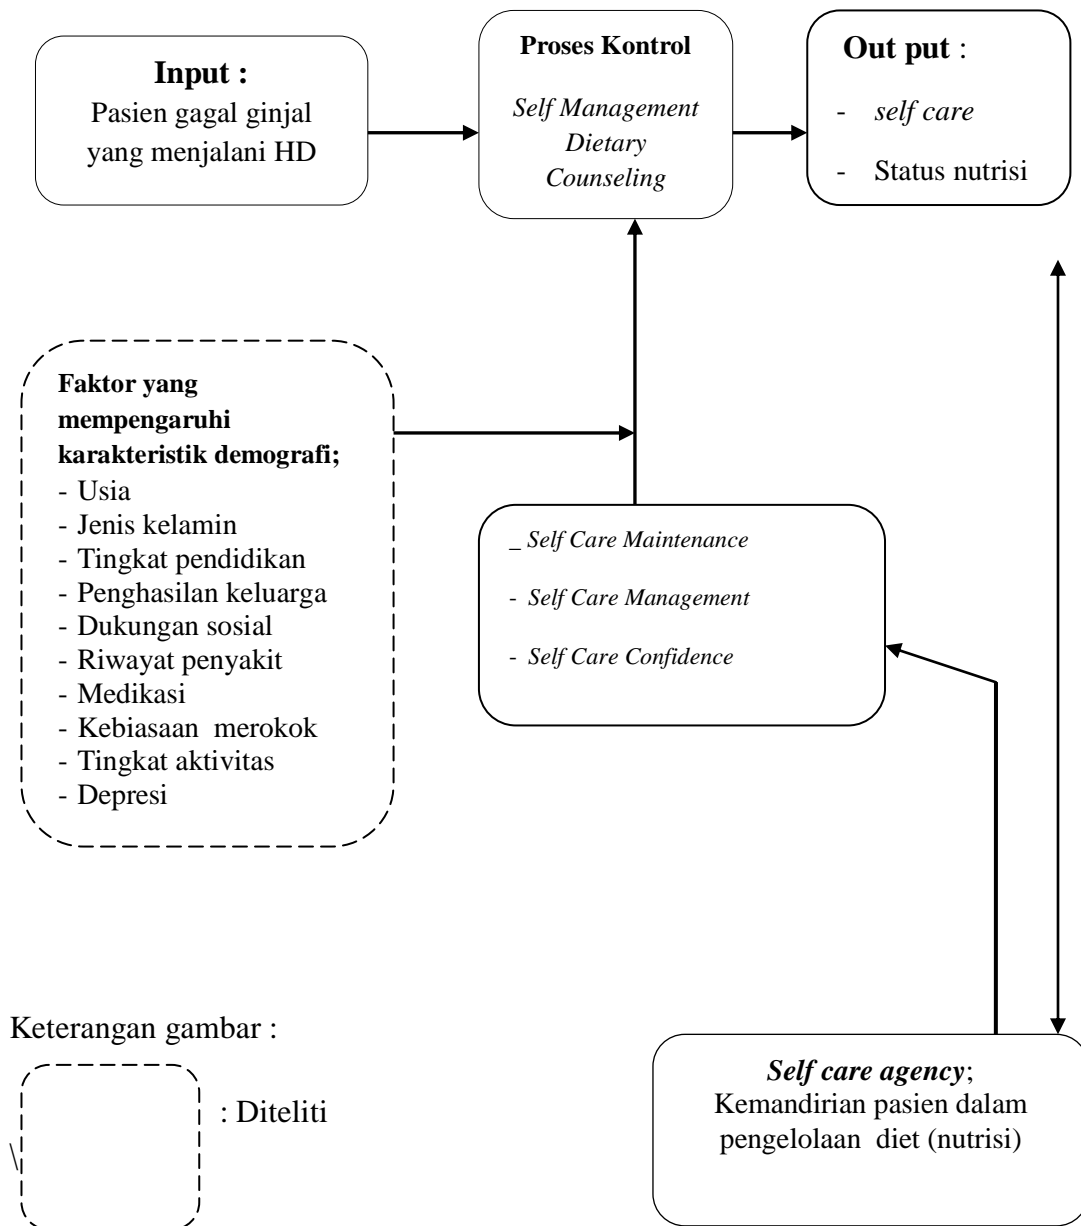 Input :
Pasien gagal ginjal
yang menjalani HD
Proses Kontrol
Self Management
Dietary
Counseling
Out put :
- self care
- Status nutrisi
Faktor yang
mempengaruhi
karakteristik demografi;
- Usia
- Jenis kelamin
- Tingkat pendidikan
- Penghasilan keluarga
- Dukungan sosial
- Riwayat penyakit
- Medikasi
- Kebiasaan merokok
- Tingkat aktivitas
- Depresi
_ Self Care Maintenance
- Self Care Management
- Self Care Confidence
Self care agency;
Kemandirian pasien dalam
pengelolaan diet (nutrisi)
Keterangan gambar :
: Diteliti
\